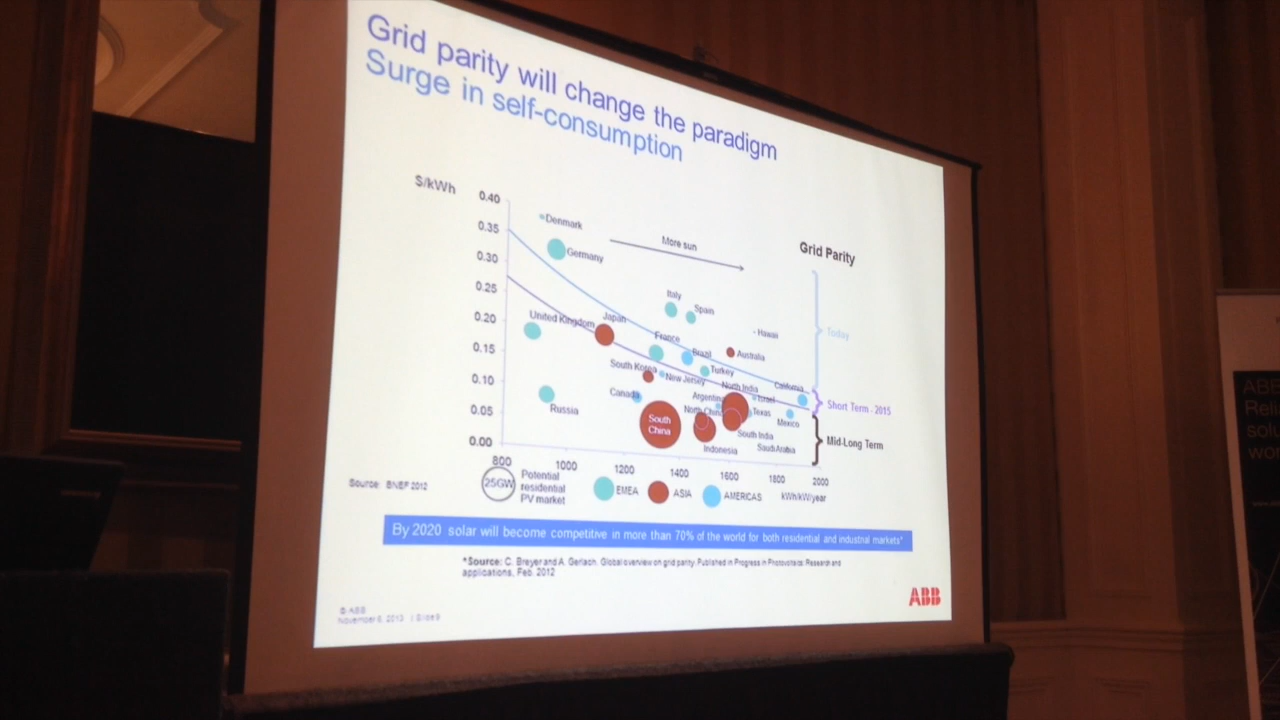 Grid parity will change the paradigm
Surge in self-consumption
$/kWh
0.40
0.35
0.30
0.25
0.20
0.15
0.10
0.05
0.00
800
1000
1200
1400
1600
1800
2000
kWh/kW/year
More sun
Grid Parity
Today
Short Term - 2015
Mid-Long Term
Denmark
Germany
Italy
Spain
United Kingdom
Japan
Hawaii
France
Brazil
Australia
South Korea
New Jersey
Turkey
North India
California
Canada
Argentina
Israel
Russia
North China
Texas
Mexico
South
China
South India
Indonesia
Saudi Arabia
25GW
Potential
residential
PV market
EMEA
ASIA
AMERICAS
Source: BNEF 2012
By 2020 solar will become competitive in more than 70% of the world for both residential and industrial markets*
*Source: C. Breyer and A. Gerlach. Global overview on grid parity. Published in Progress in Photovoltaics: Research and
applications, Feb. 2012
© ABB
November 6, 2013 | Slide 9
ABB
ABB